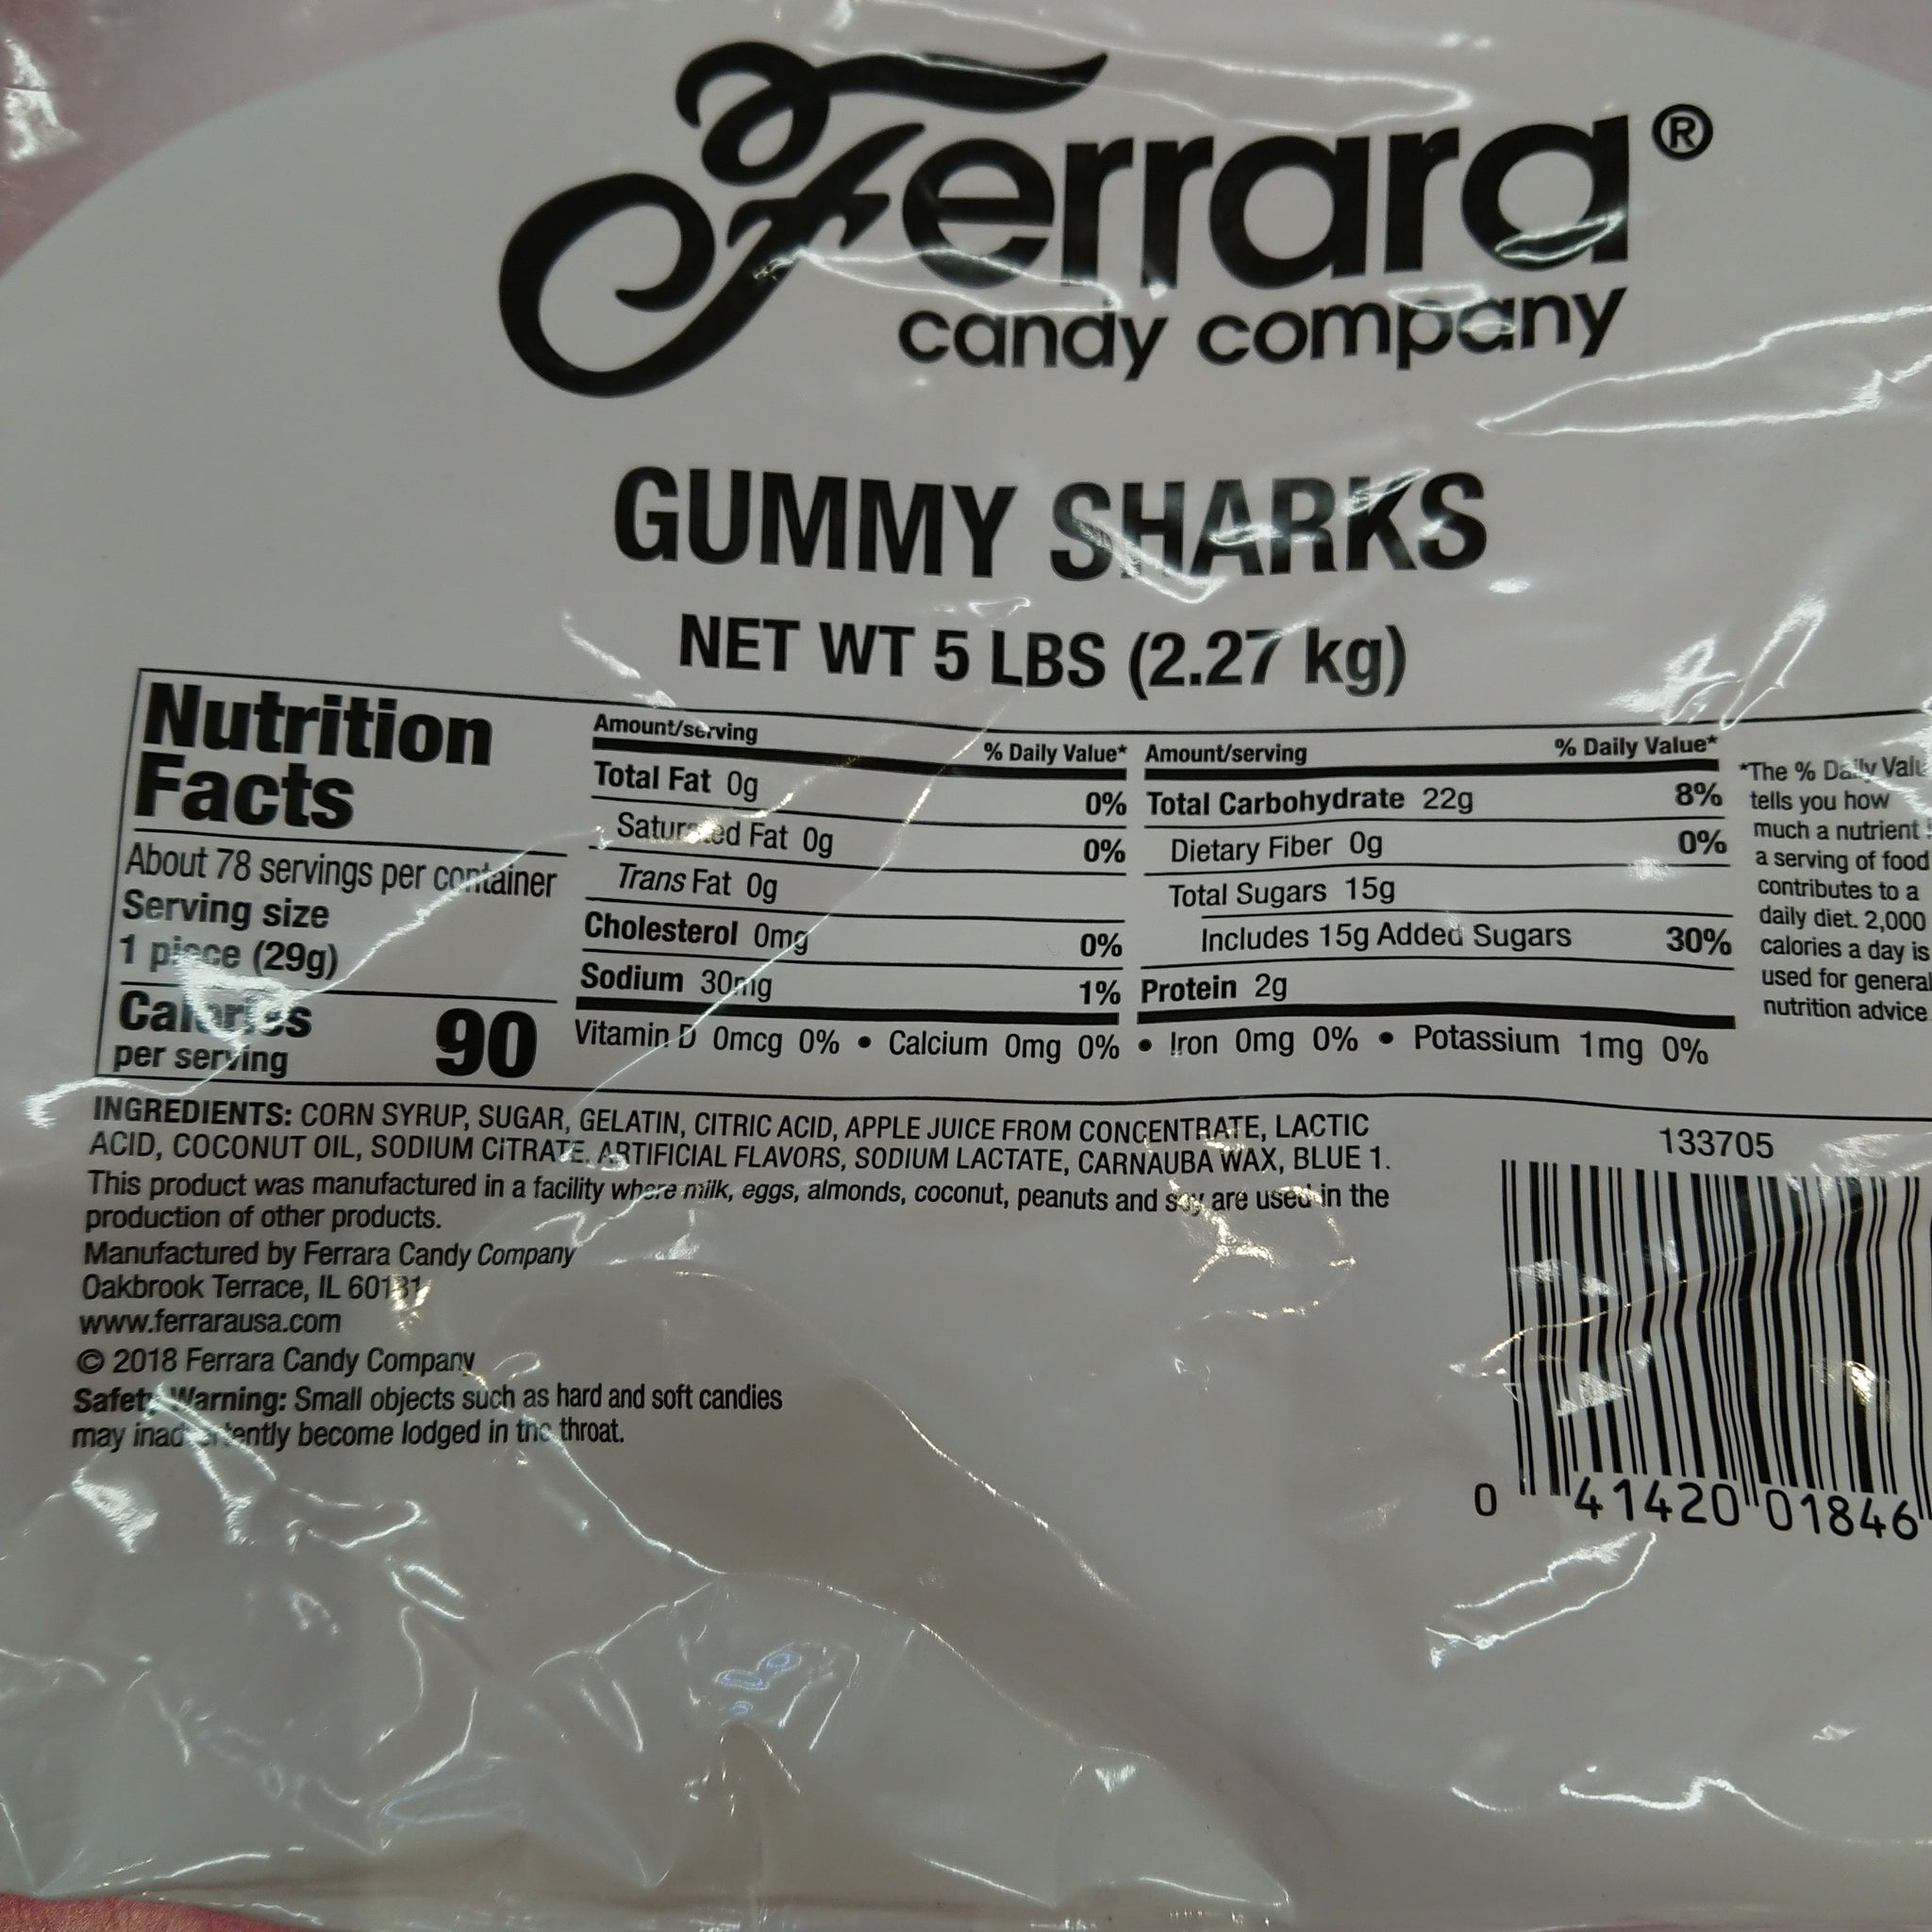 Ferrara®
candy company
GUMMY SHARKS
NET WT 5 LBS (2.27 kg)
Nutrition
Facts
About 78 servings per container
Serving size
1 piece (29g)
Calories
per serving 90
Amount/serving % Daily Value*
Total Fat 0g 0%
Saturated Fat 0g 0%
Trans Fat 0g
Cholesterol 0mg 0%
Sodium 30mg 1%
Amount/serving % Daily Value*
Total Carbohydrate 22g 8%
Dietary Fiber 0g 0%
Total Sugars 15g
Includes 15g Added Sugars 30%
Protein 2g
Vitamin D 0mcg 0% • Calcium 0mg 0% • Iron 0mg 0% • Potassium 1mg 0%
*The % Daily Valu
tells you how
much a nutrient
a serving of food
contributes to a
daily diet. 2,000
calories a day is
used for general
nutrition advice
INGREDIENTS: CORN SYRUP, SUGAR, GELATIN, CITRIC ACID, APPLE JUICE FROM CONCENTRATE, LACTIC
ACID, COCONUT OIL, SODIUM CITRATE, ARTIFICIAL FLAVORS, SODIUM LACTATE, CARNAUBA WAX, BLUE 1.
This product was manufactured in a facility where milk, eggs, almonds, coconut, peanuts and soy are used in the
production of other products.
Manufactured by Ferrara Candy Company
Oakbrook Terrace, IL 60181
www.ferrarausa.com
© 2018 Ferrara Candy Company
Safety Warning: Small objects such as hard and soft candies
may inadvertently become lodged in the throat.
133705
0 41420 01846